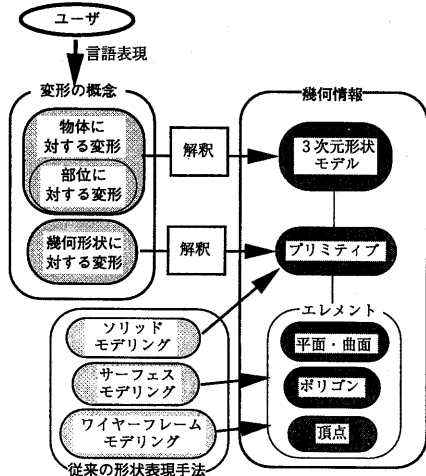 ユーザ
言語表現
変形の概念
物体に
対する変形
部位に
対する変形
幾何形状に
対する変形
解釈
解釈
幾何情報
3次元形状
モデル
プリミティブ
エレメント
平面・曲面
ポリゴン
頂点
ソリッド
モデリング
サーフェス
モデリング
ワイヤーフレーム
モデリング
従来の形状表現手法